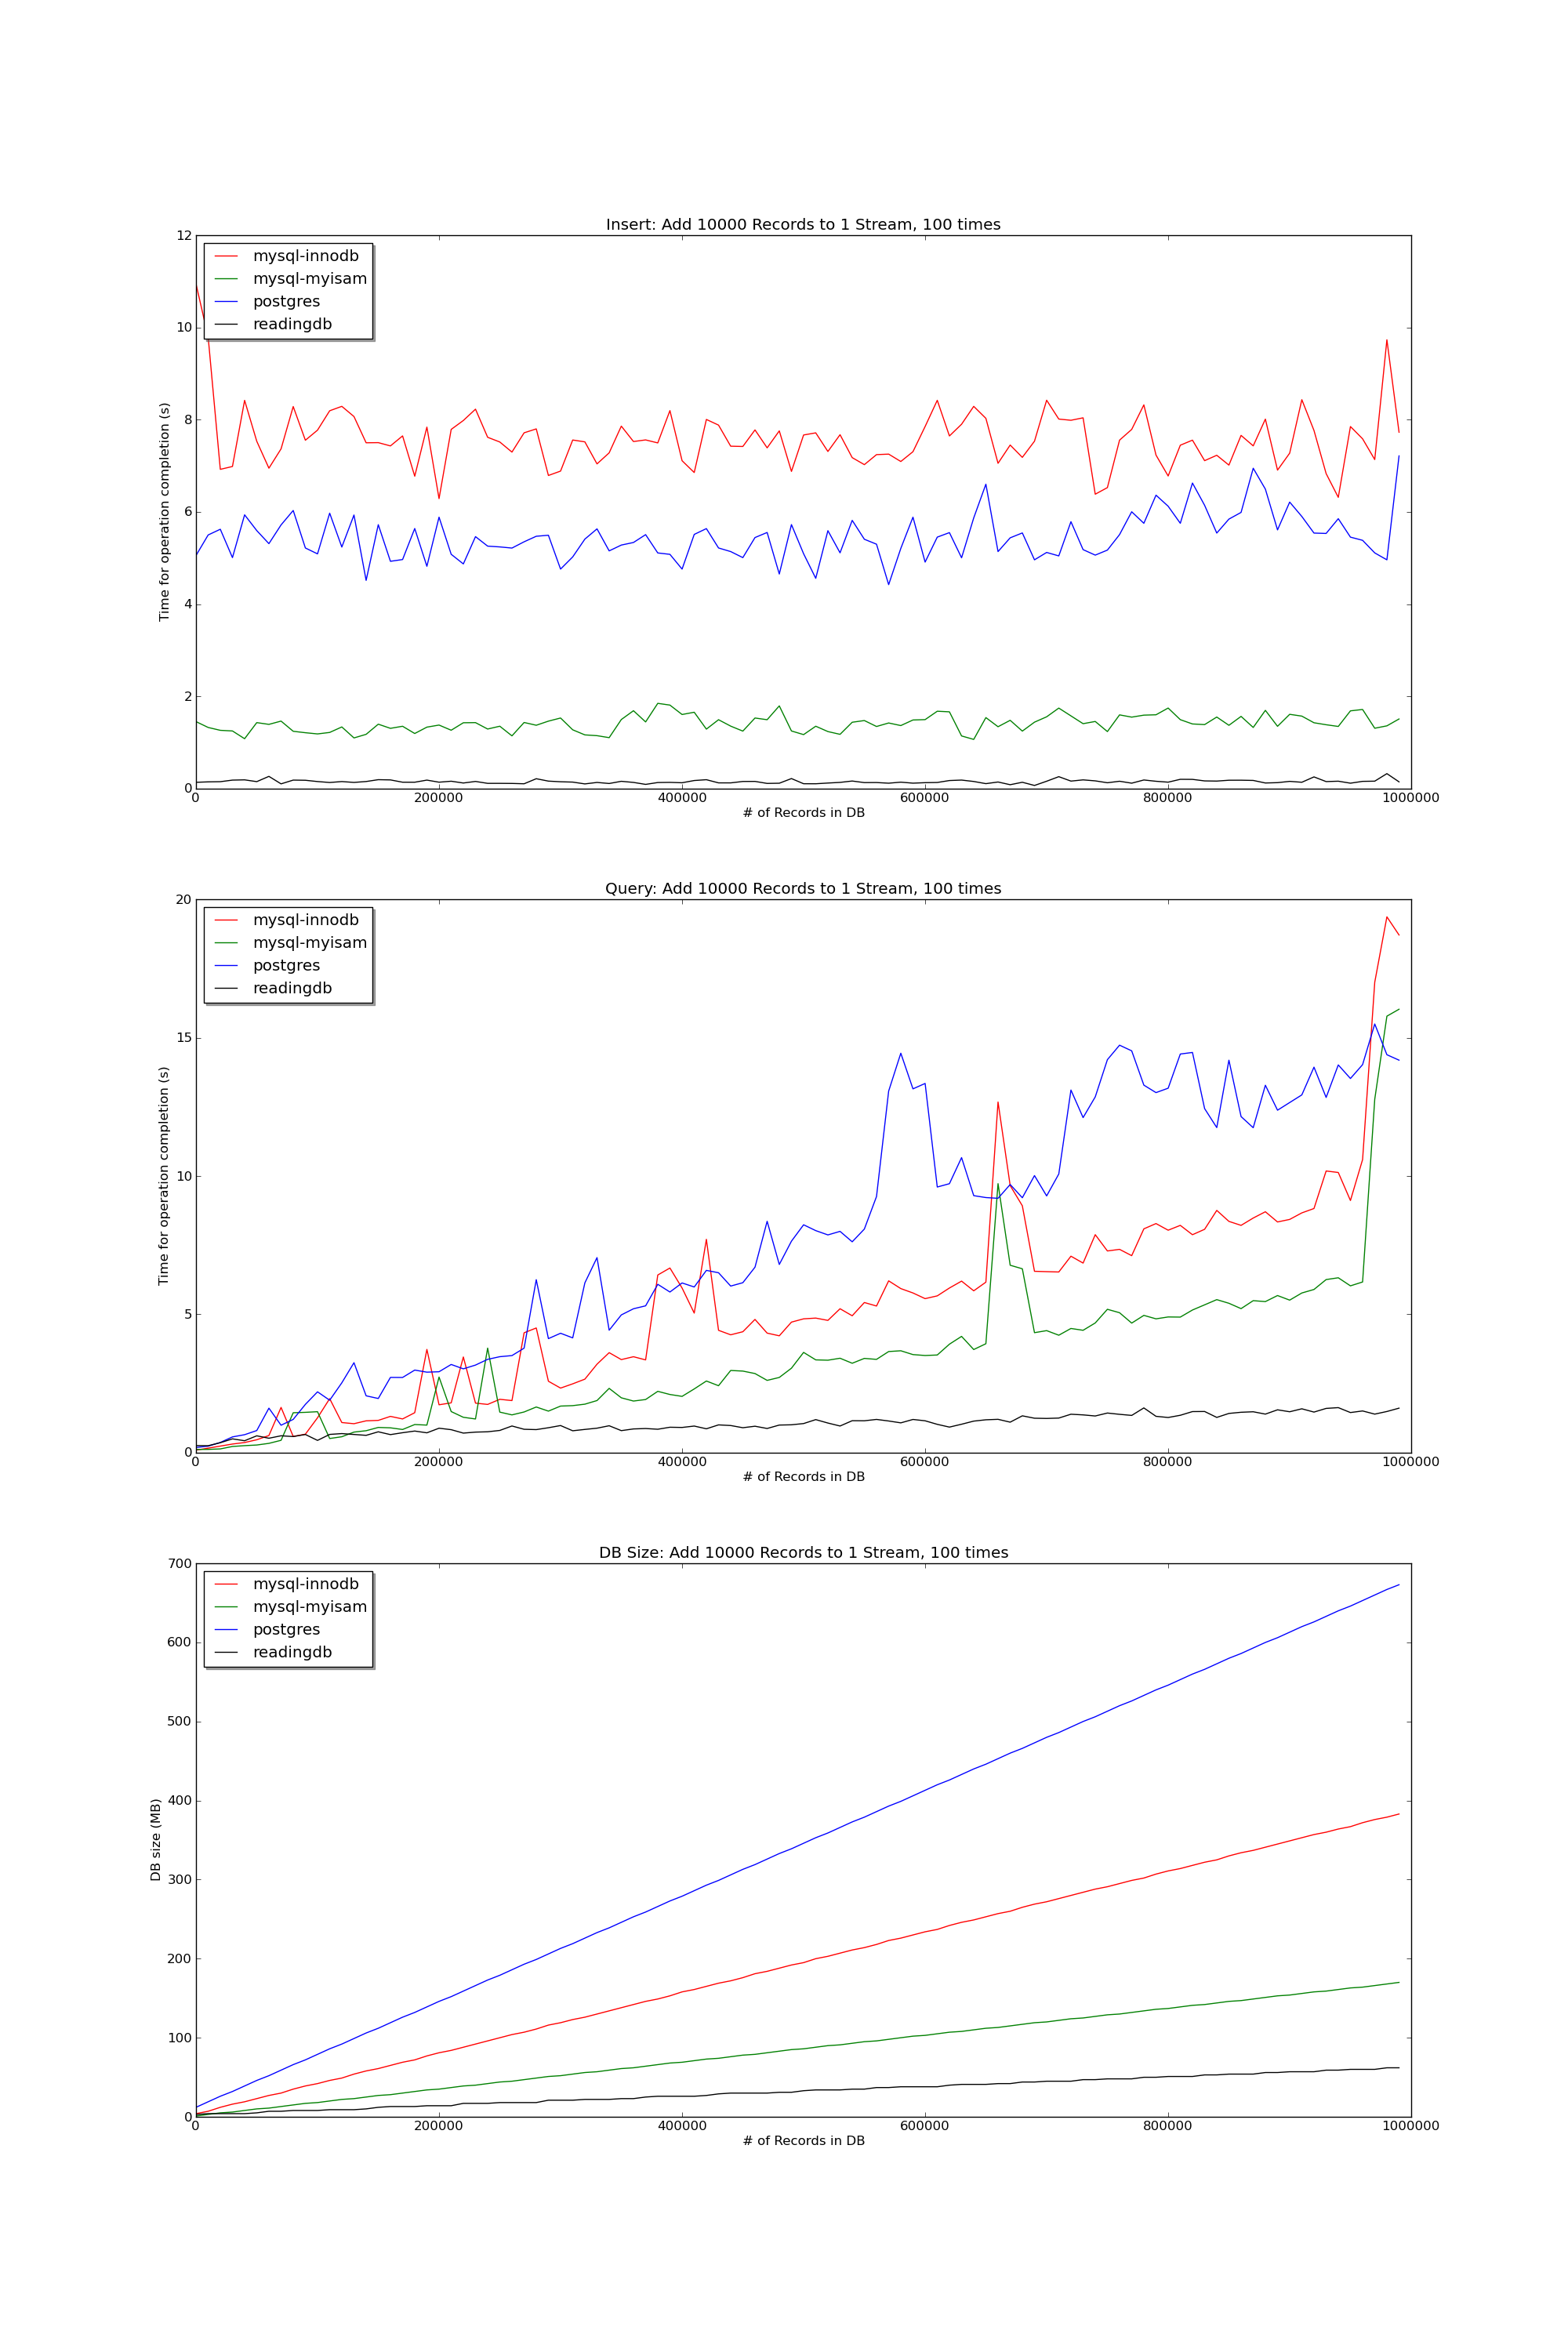 Insert: Add 10000 Records to 1 Stream, 100 times
12
10
8
6
4
2
0
Time for operation completion (s)
mysql-innodb
mysql-myisam
postgres
readingdb
0 200000 400000 600000 800000 1000000
# of Records in DB
Query: Add 10000 Records to 1 Stream, 100 times
20
15
10
5
0
Time for operation completion (s)
mysql-innodb
mysql-myisam
postgres
readingdb
0 200000 400000 600000 800000 1000000
# of Records in DB
DB Size: Add 10000 Records to 1 Stream, 100 times
700
600
500
400
300
200
100
0
DB size (MB)
mysql-innodb
mysql-myisam
postgres
readingdb
0 200000 400000 600000 800000 1000000
# of Records in DB